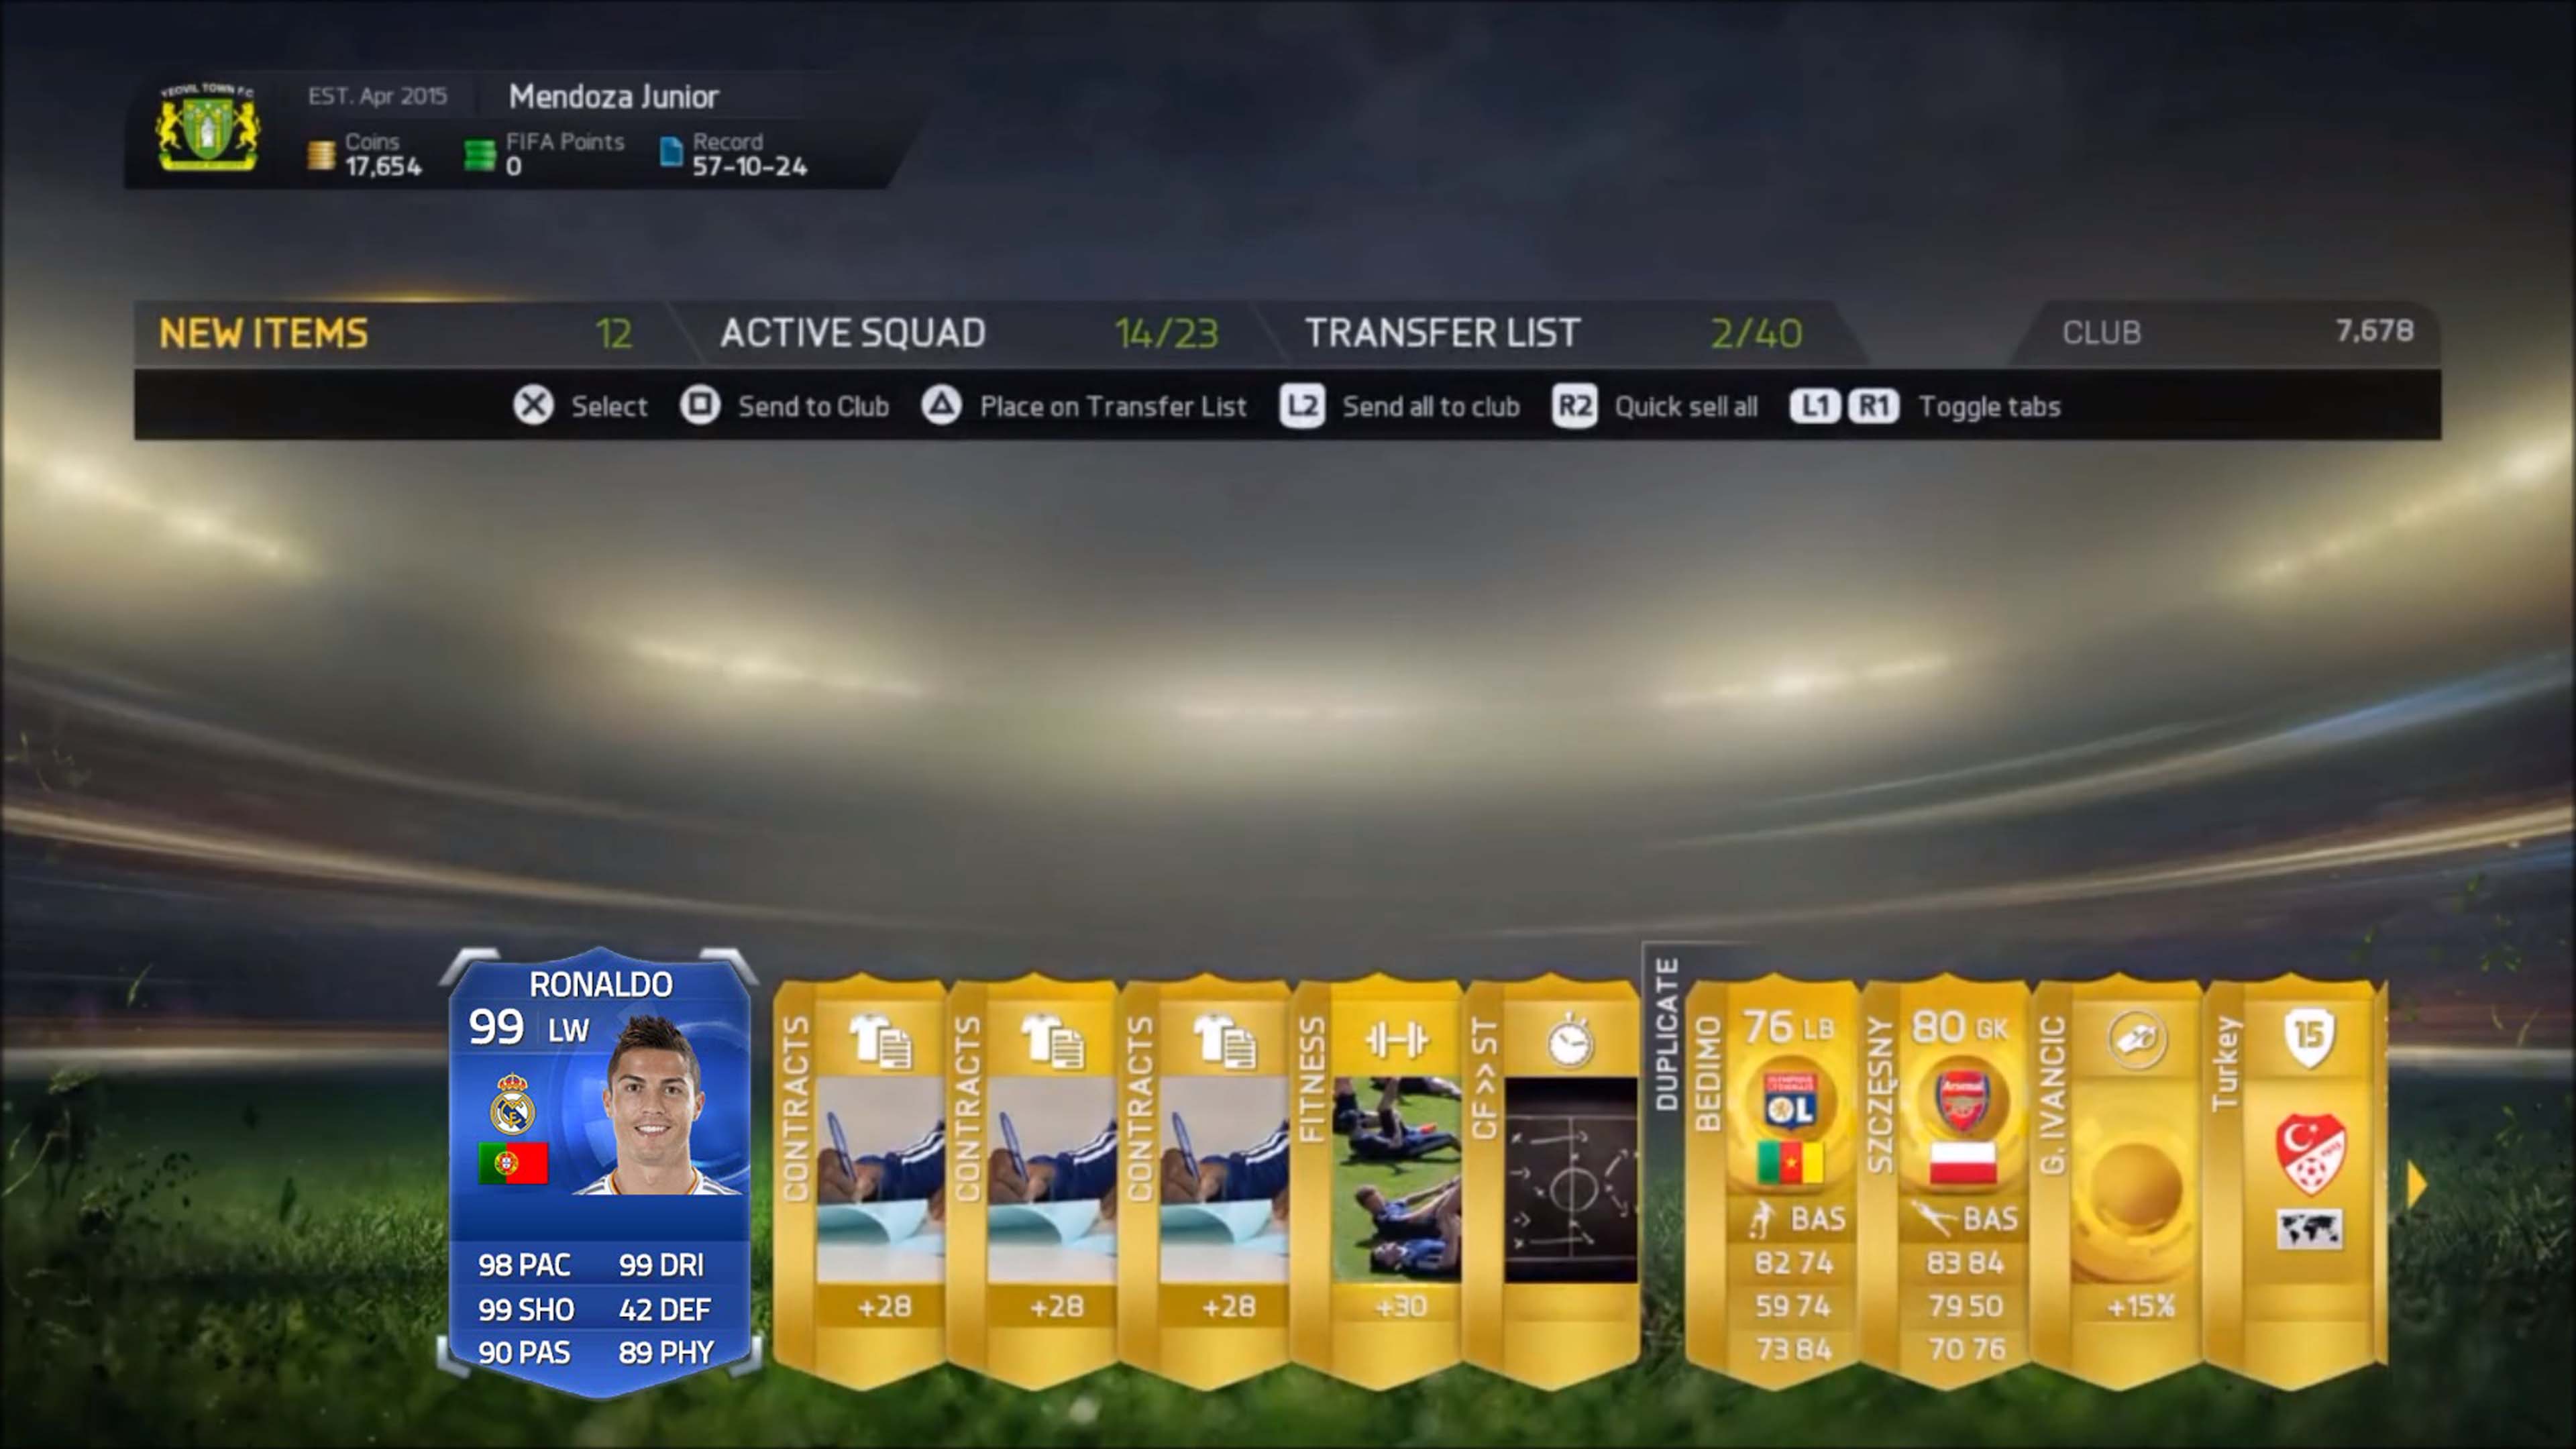 YEOVIL TOWN F.C
EST. Apr 2015
Mendoza Junior
Coins
17,654
FIFA Points
0
Record
57-10-24
NEW ITEMS 12
ACTIVE SQUAD 14/23
TRANSFER LIST 2/40
CLUB 7,678
Select
Send to Club
Place on Transfer List
L2 Send all to club
R2 Quick sell all
L1 R1 Toggle tabs
RONALDO
99 LW
98 PAC 99 DRI
99 SHO 42 DEF
90 PAS 89 PHY
CONTRACTS
+28
CONTRACTS
+28
CONTRACTS
+28
FITNESS
+30
CF >> ST
DUPLICATE
BEDIMO
76 LB
OL
BAS
82 74
59 74
73 84
SZCZĘSNY
80 GK
Arsenal
BAS
83 84
79 50
70 76
G. IVANCIC
+15%
Turkey
15